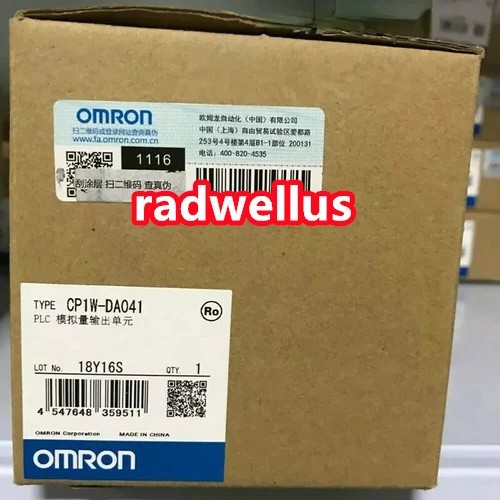 OMRON
扫二维码或登录网站查真伪
www.fa.omron.com.cn
欧姆龙自动化（中国）有限公司
中国（上海）自由贸易试验区爱都路
253号4号楼第4层B1-1部位 200131
电话: 400-820-4535
1116
刮涂层 扫二维码 查真伪
radwellus
TYPE CP1W-DA041
PLC 模拟量输出单元
Ro
LOT No. 18Y16S QTY. 1
4 547648 359511
OMRON Corporation MADE IN CHINA
OMRON